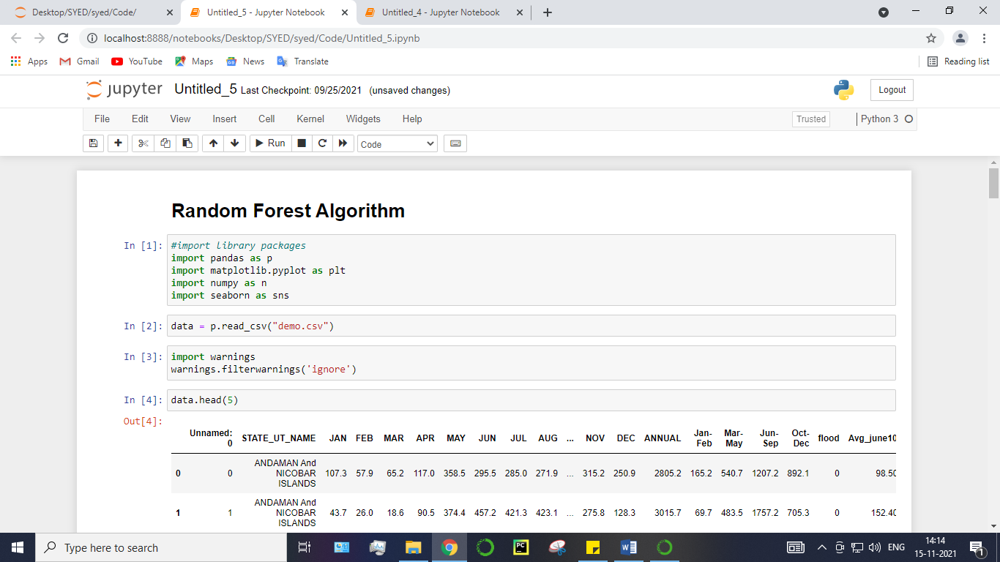 Desktop/SYED/syed/Code/ Untitled_5 - Jupyter Notebook Untitled_4 - Jupyter Notebook
localhost:8888/notebooks/Desktop/SYED/syed/Code/Untitled_5.ipynb
Apps Gmail YouTube Maps News Translate Reading list
jupyter Untitled_5 Last Checkpoint: 09/25/2021 (unsaved changes) Logout
File Edit View Insert Cell Kernel Widgets Help Trusted Python 3
Run Code
Random Forest Algorithm
In [1]: #import library packages
import pandas as p
import matplotlib.pyplot as plt
import numpy as n
import seaborn as sns
In [2]: data = p.read_csv("demo.csv")
In [3]: import warnings
warnings.filterwarnings('ignore')
In [4]: data.head(5)
Out[4]:
Unnamed: 0 STATE_UT_NAME JAN FEB MAR APR MAY JUN JUL AUG ... NOV DEC ANNUAL Jan-Feb Mar-May Jun-Sep Oct-Dec flood Avg_june10
0 0 ANDAMAN And NICOBAR ISLANDS 107.3 57.9 65.2 117.0 358.5 295.5 285.0 271.9 ... 315.2 250.9 2805.2 165.2 540.7 1207.2 892.1 0 98.50
1 1 ANDAMAN And NICOBAR ISLANDS 43.7 26.0 18.6 90.5 374.4 457.2 421.3 423.1 ... 275.8 128.3 3015.7 69.7 483.5 1757.2 705.3 0 152.40
Type here to search PC W ENG 14:14
15-11-2021 1